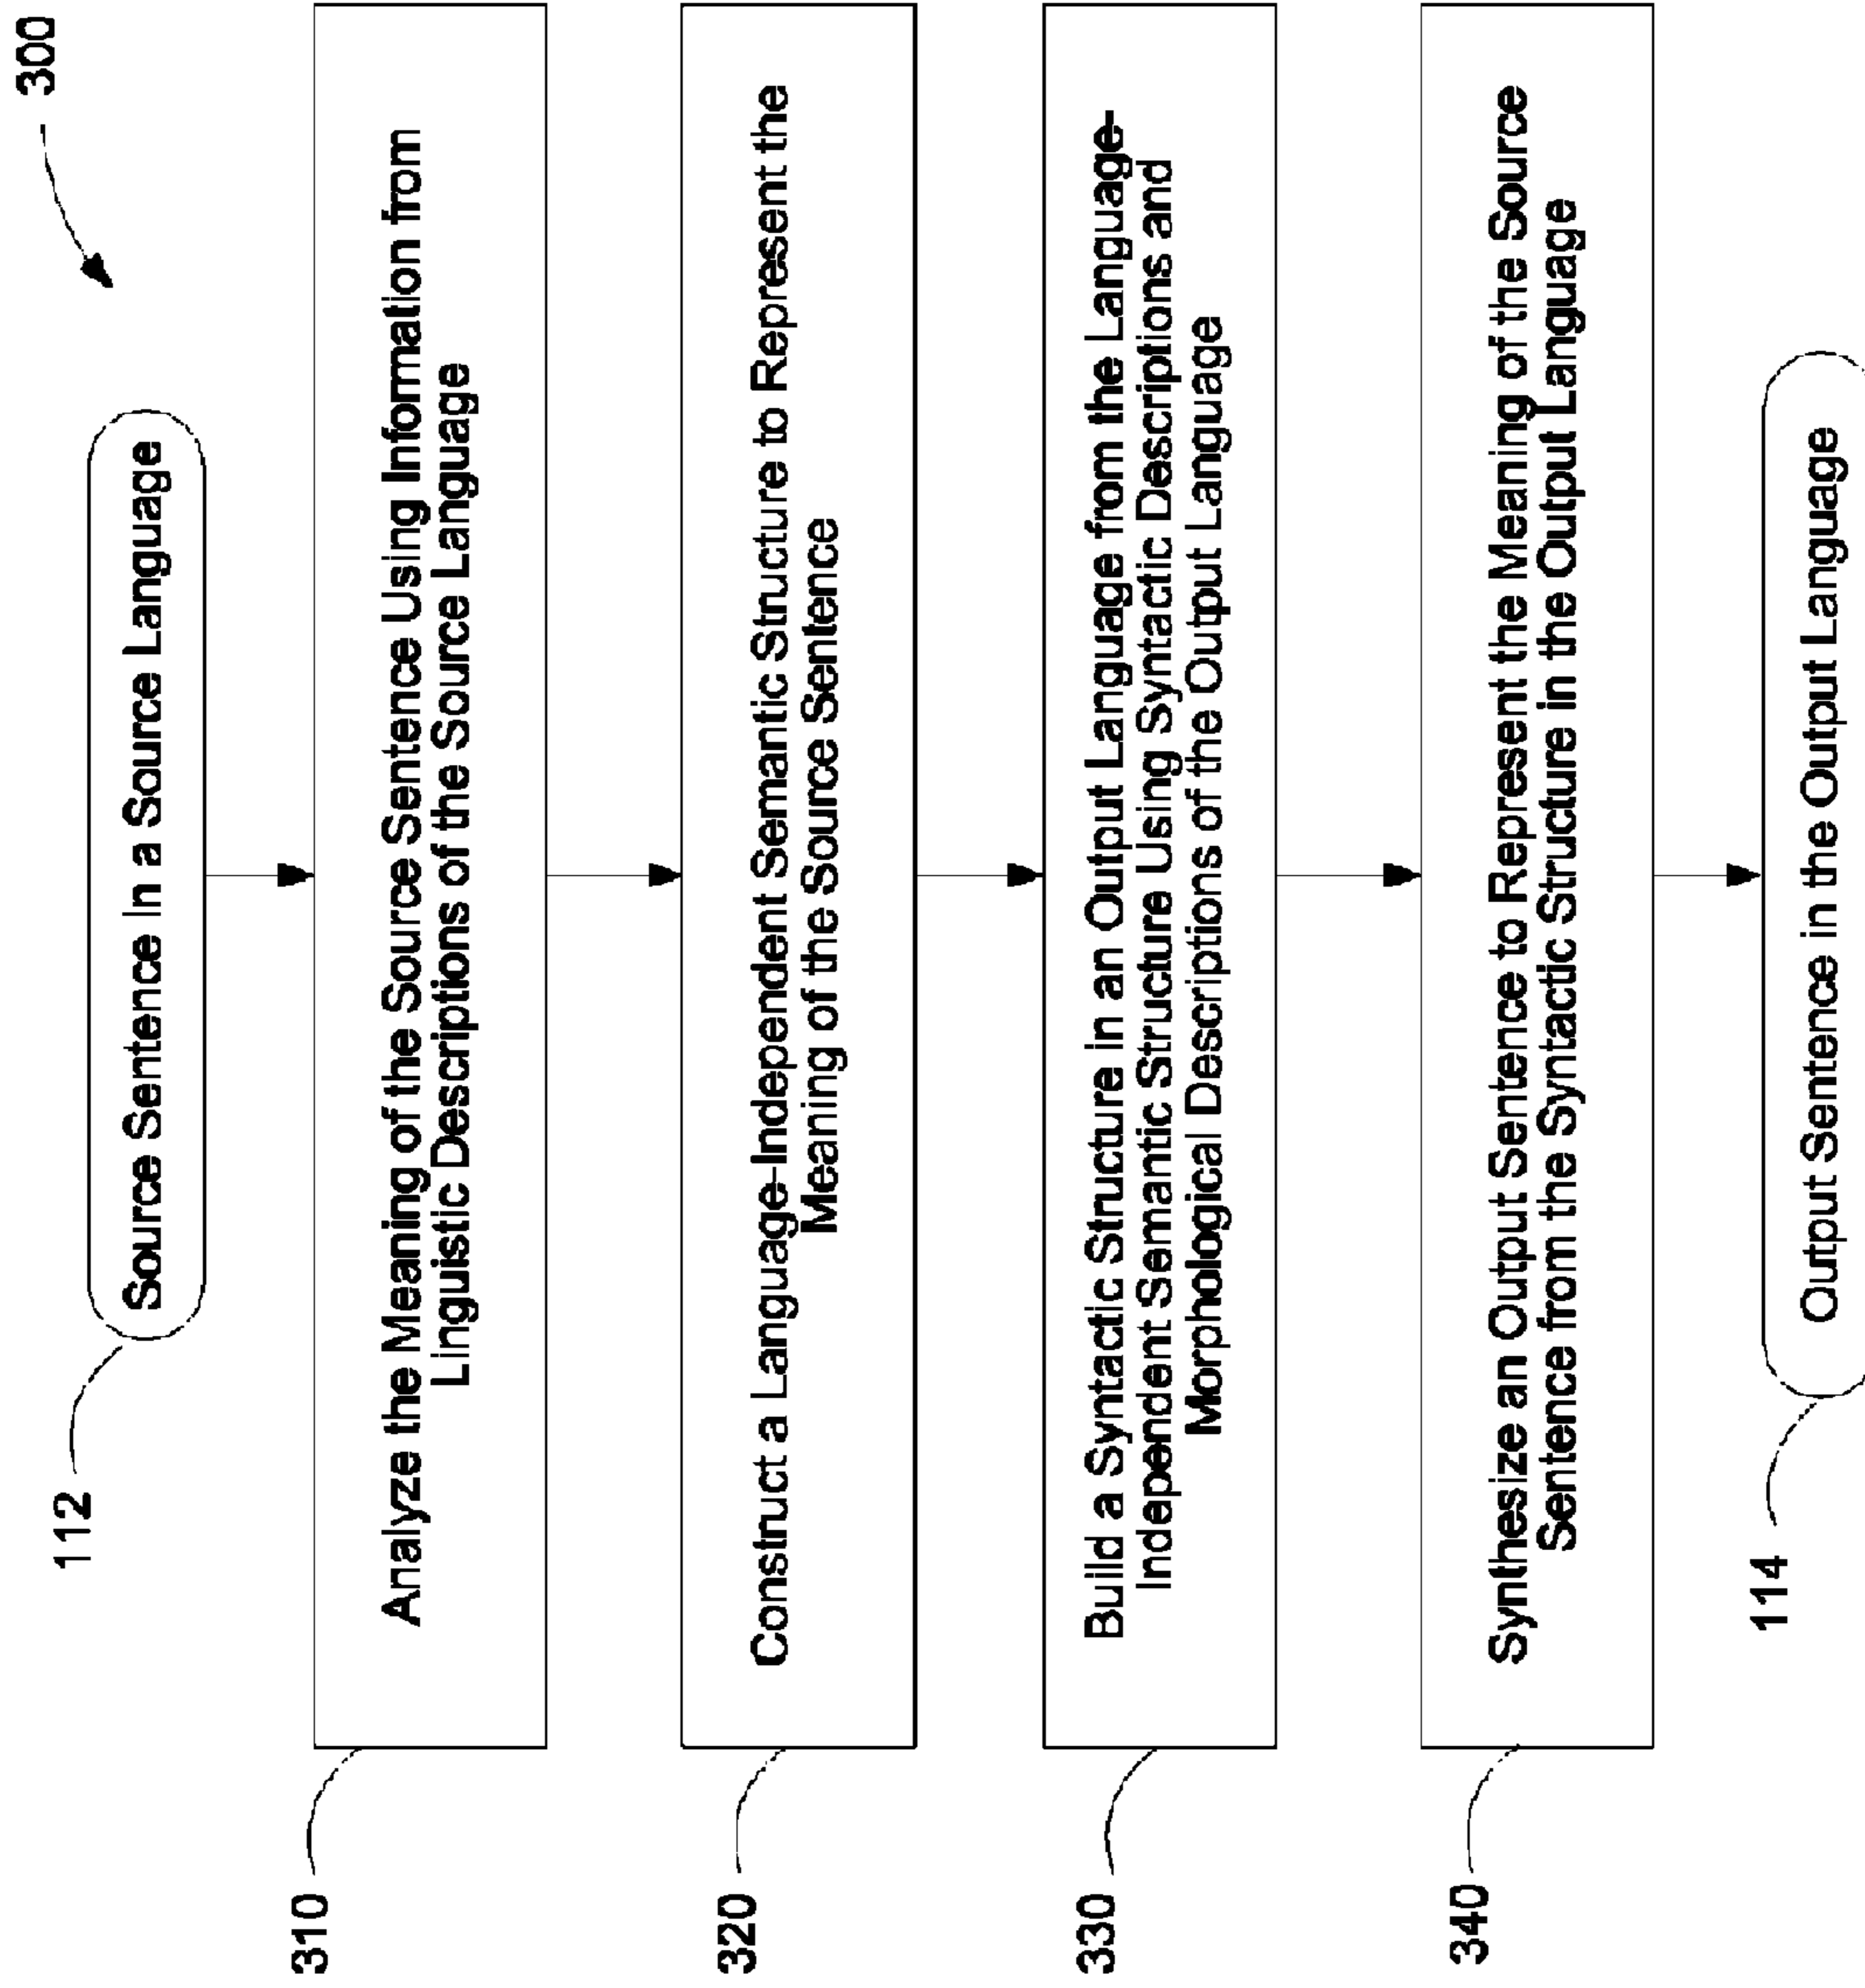 300
112
Source Sentence In a Source Language
310
Analyze the Meaning of the Source Sentence Using Information from
Linguistic Descriptions of the Source Language
320
Construct a Language-Independent Semantic Structure to Represent the
Meaning of the Source Sentence
330
Build a Syntactic Structure in an Output Language from the Language-
Independent Semantic Structure Using Syntactic Descriptions and
Morphological Descriptions of the Output Language
340
Synthesize an Output Sentence to Represent the Meaning of the Source
Sentence from the Syntactic Structure in the Output Language
114
Output Sentence in the Output Language